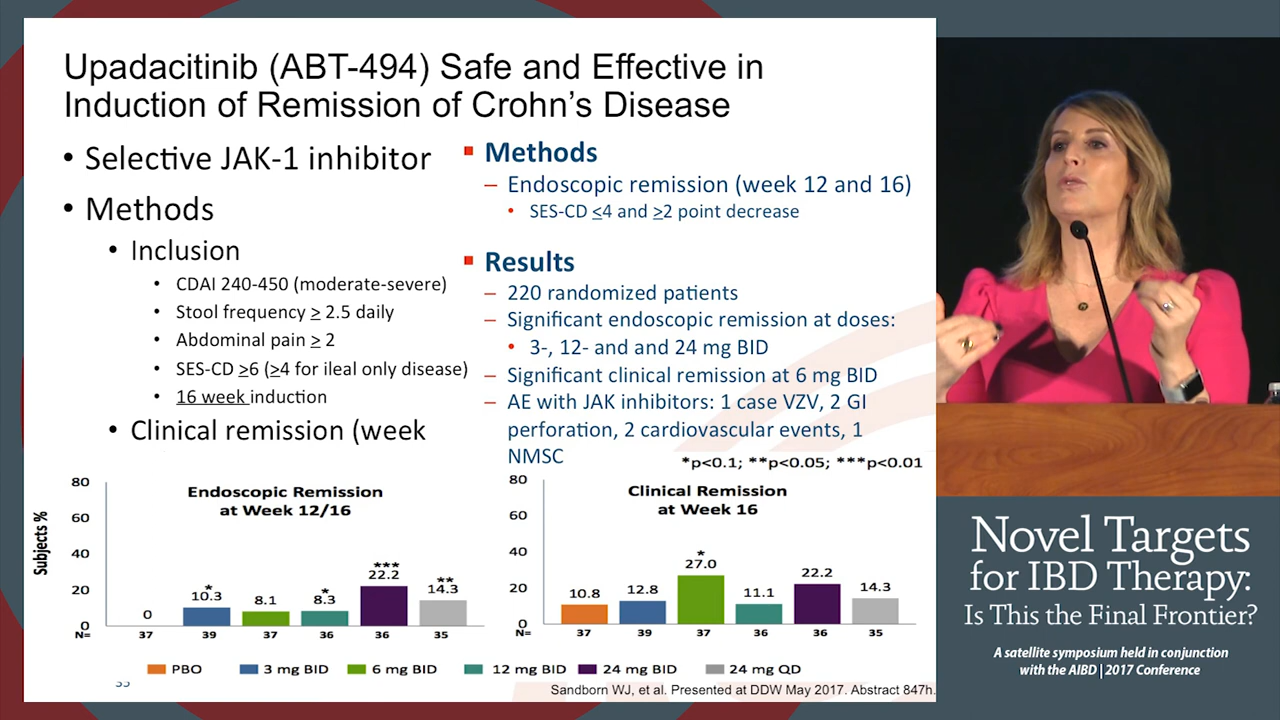 Upadacitinib (ABT-494) Safe and Effective in
Induction of Remission of Crohn's Disease
• Selective JAK-1 inhibitor
• Methods
• Inclusion
• CDAI 240-450 (moderate-severe)
• Stool frequency ≥ 2.5 daily
• Abdominal pain ≥ 2
• SES-CD ≥6 (≥4 for ileal only disease)
• 16 week induction
• Clinical remission (week
Methods
– Endoscopic remission (week 12 and 16)
• SES-CD ≤4 and ≥2 point decrease
Results
– 220 randomized patients
– Significant endoscopic remission at doses:
• 3-, 12- and and 24 mg BID
– Significant clinical remission at 6 mg BID
– AE with JAK inhibitors: 1 case VZV, 2 GI
perforation, 2 cardiovascular events, 1
NMSC
*p<0.1; **p<0.05; ***p<0.01
Endoscopic Remission
at Week 12/16
Subjects %
80
60
40
20
0
0
*
10.3
8.1
*
8.3
***
22.2
**
14.3
N=
37
39
37
36
36
35
Clinical Remission
at Week 16
80
60
40
20
0
10.8
12.8
*
27.0
11.1
22.2
14.3
N=
37
39
37
36
36
35
PBO
3 mg BID
6 mg BID
12 mg BID
24 mg BID
24 mg QD
Sandborn WJ, et al. Presented at DDW May 2017. Abstract 847h.
Novel Targets
for IBD Therapy:
Is This the Final Frontier?
A satellite symposium held in conjunction
with the AIBD | 2017 Conference